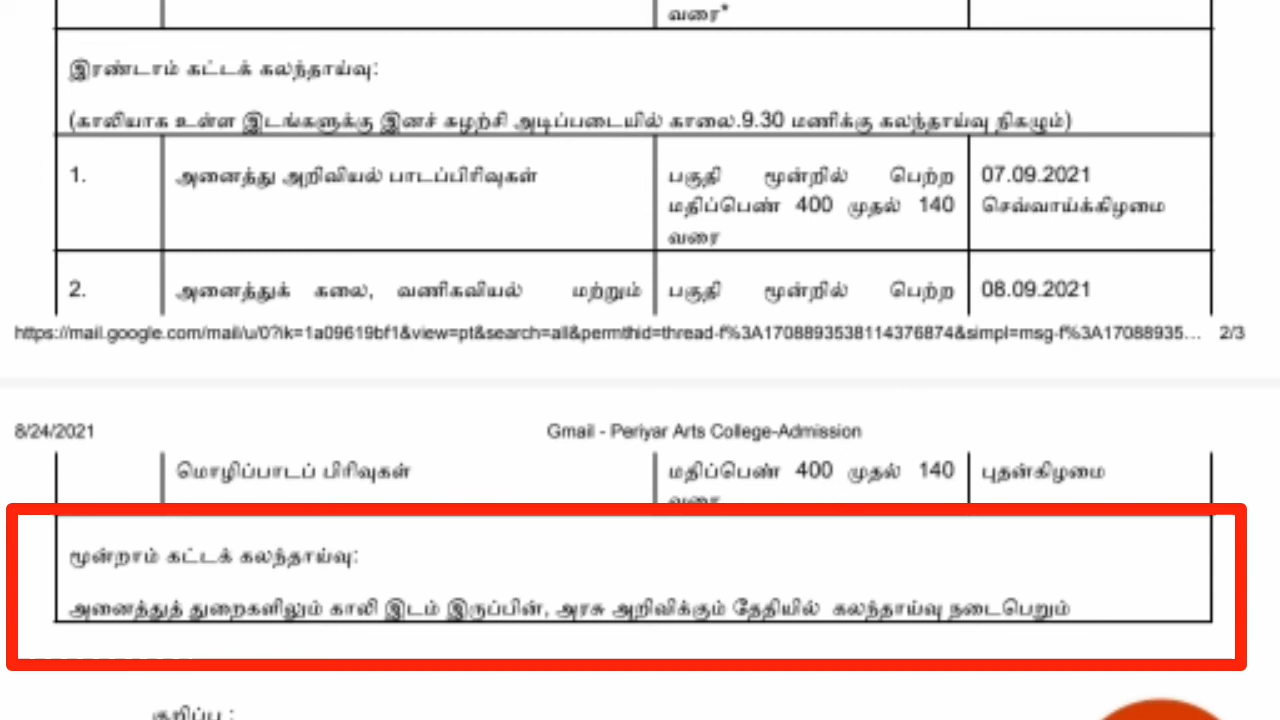 வரை*
இரண்டாம் கட்டக் கலந்தாய்வு:
(காலியாக உள்ள இடங்களுக்கு இனச் சுழற்சி அடிப்படையில் காலை.9.30 மணிக்கு கலந்தாய்வு நிகழும்)
1. அனைத்து அறிவியல் பாடப்பிரிவுகள் பகுதி மூன்றில் பெற்ற 07.09.2021
மதிப்பெண் 400 முதல் 140 செவ்வாய்க்கிழமை
வரை
2. அனைத்துக் கலை, வணிகவியல் மற்றும் பகுதி மூன்றில் பெற்ற 08.09.2021
https://mail.google.com/mail/u/0?ik=1a09619bf1&view=pt&search=all&permthid=thread-f%3A1708893538114376874&simpl=msg-f%3A17088935... 2/3
8/24/2021 Gmail - Periyar Arts College-Admission
மொழிப்பாடப் பிரிவுகள் மதிப்பெண் 400 முதல் 140 புதன்கிழமை
வரை
மூன்றாம் கட்டக் கலந்தாய்வு:
அனைத்துத் துறைகளிலும் காலி இடம் இருப்பின், அரசு அறிவிக்கும் தேதியில் கலந்தாய்வு நடைபெறும்
குறிப்பு :